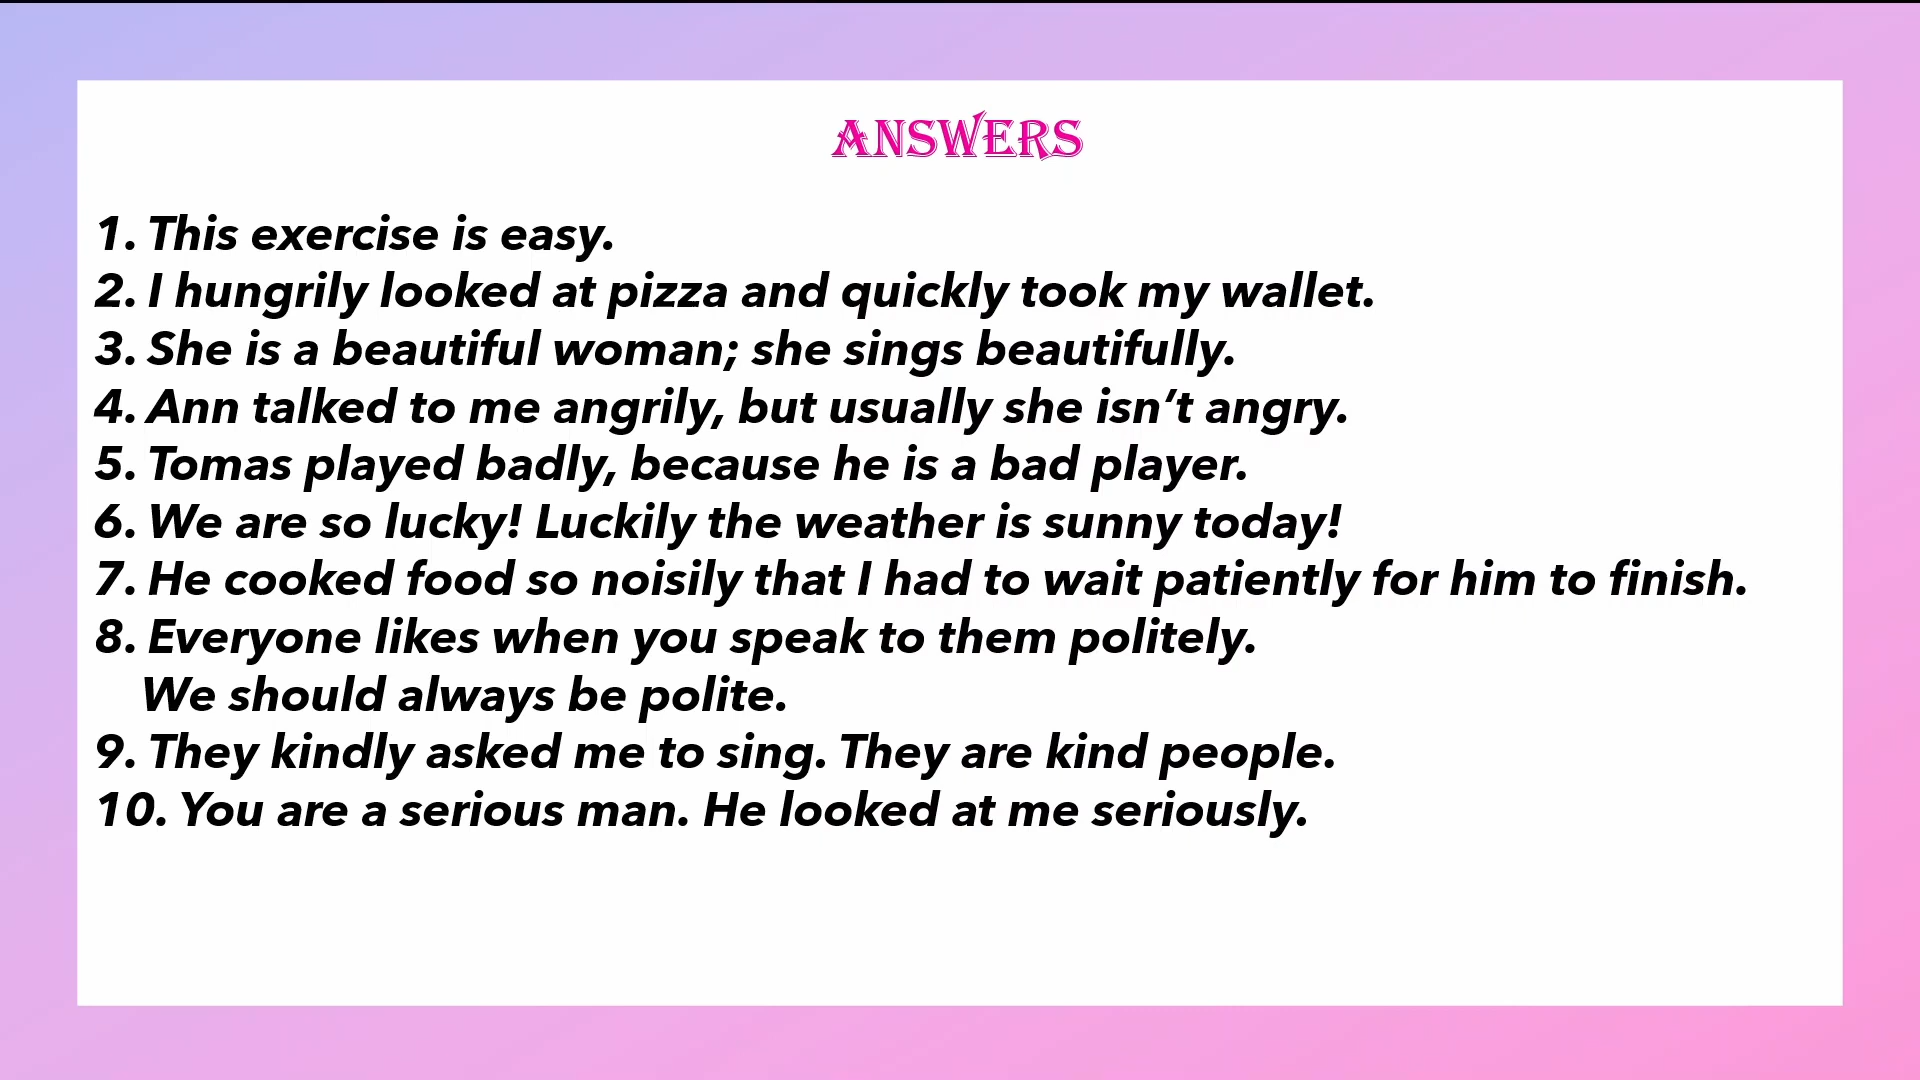 ANSWERS
1. This exercise is easy.
2. I hungrily looked at pizza and quickly took my wallet.
3. She is a beautiful woman; she sings beautifully.
4. Ann talked to me angrily, but usually she isn’t angry.
5. Tomas played badly, because he is a bad player.
6. We are so lucky! Luckily the weather is sunny today!
7. He cooked food so noisily that I had to wait patiently for him to finish.
8. Everyone likes when you speak to them politely.
We should always be polite.
9. They kindly asked me to sing. They are kind people.
10. You are a serious man. He looked at me seriously.